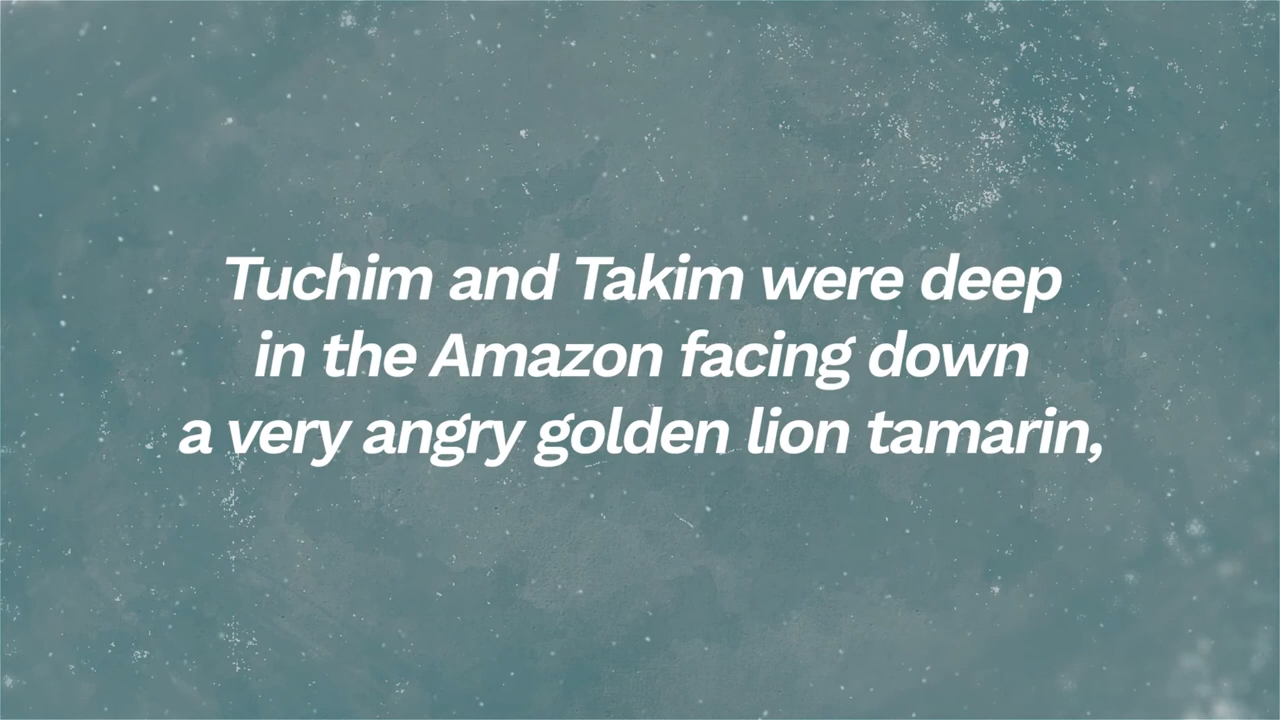 Tuchim and Takim were deep
in the Amazon facing down
a very angry golden lion tamarin,